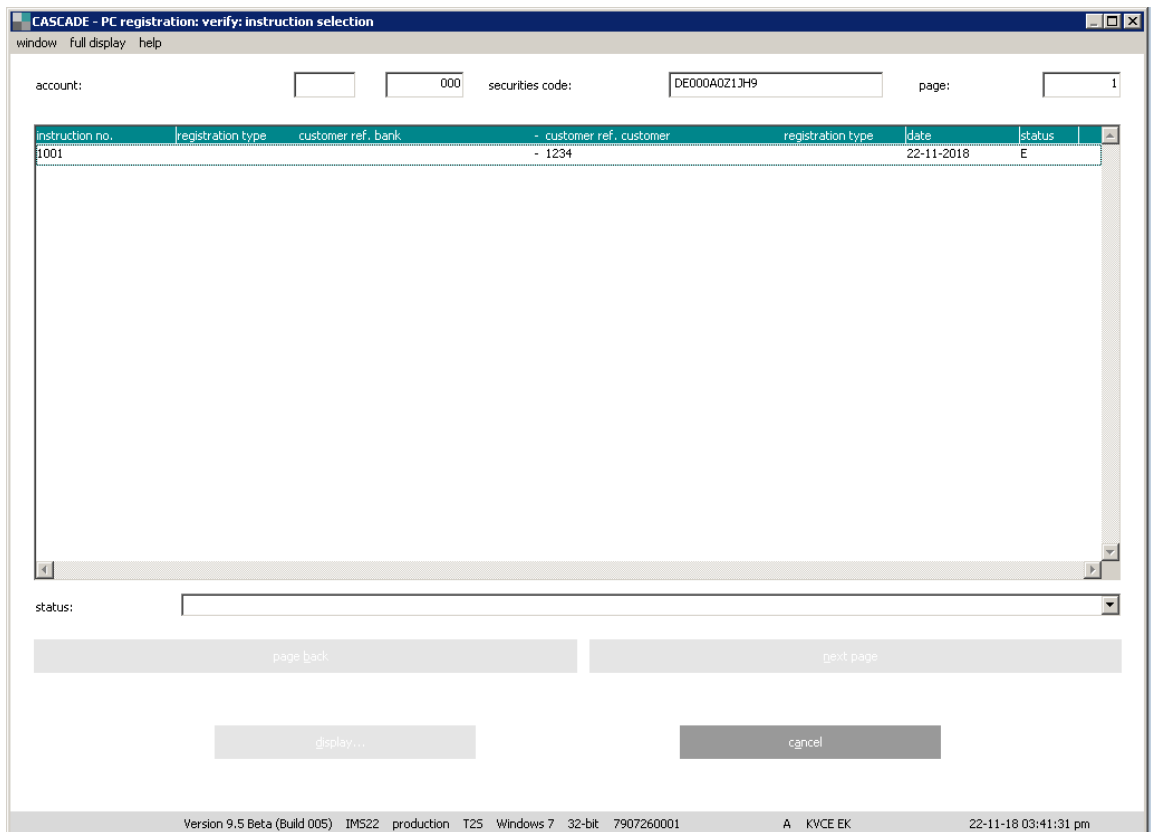 CASCADE - PC registration: verify: instruction selection
window full display help
account: 000 securities code: DE000A0Z1JH9 page: 1
instruction no. registration type customer ref. bank - customer ref. customer registration type date status
1001 - 1234 22-11-2018 E
status:
page back next page
display... cancel
Version 9.5 Beta (Build 005) IMS22 production T2S Windows 7 32-bit 7907260001 A KVCE EK 22-11-18 03:41:31 pm